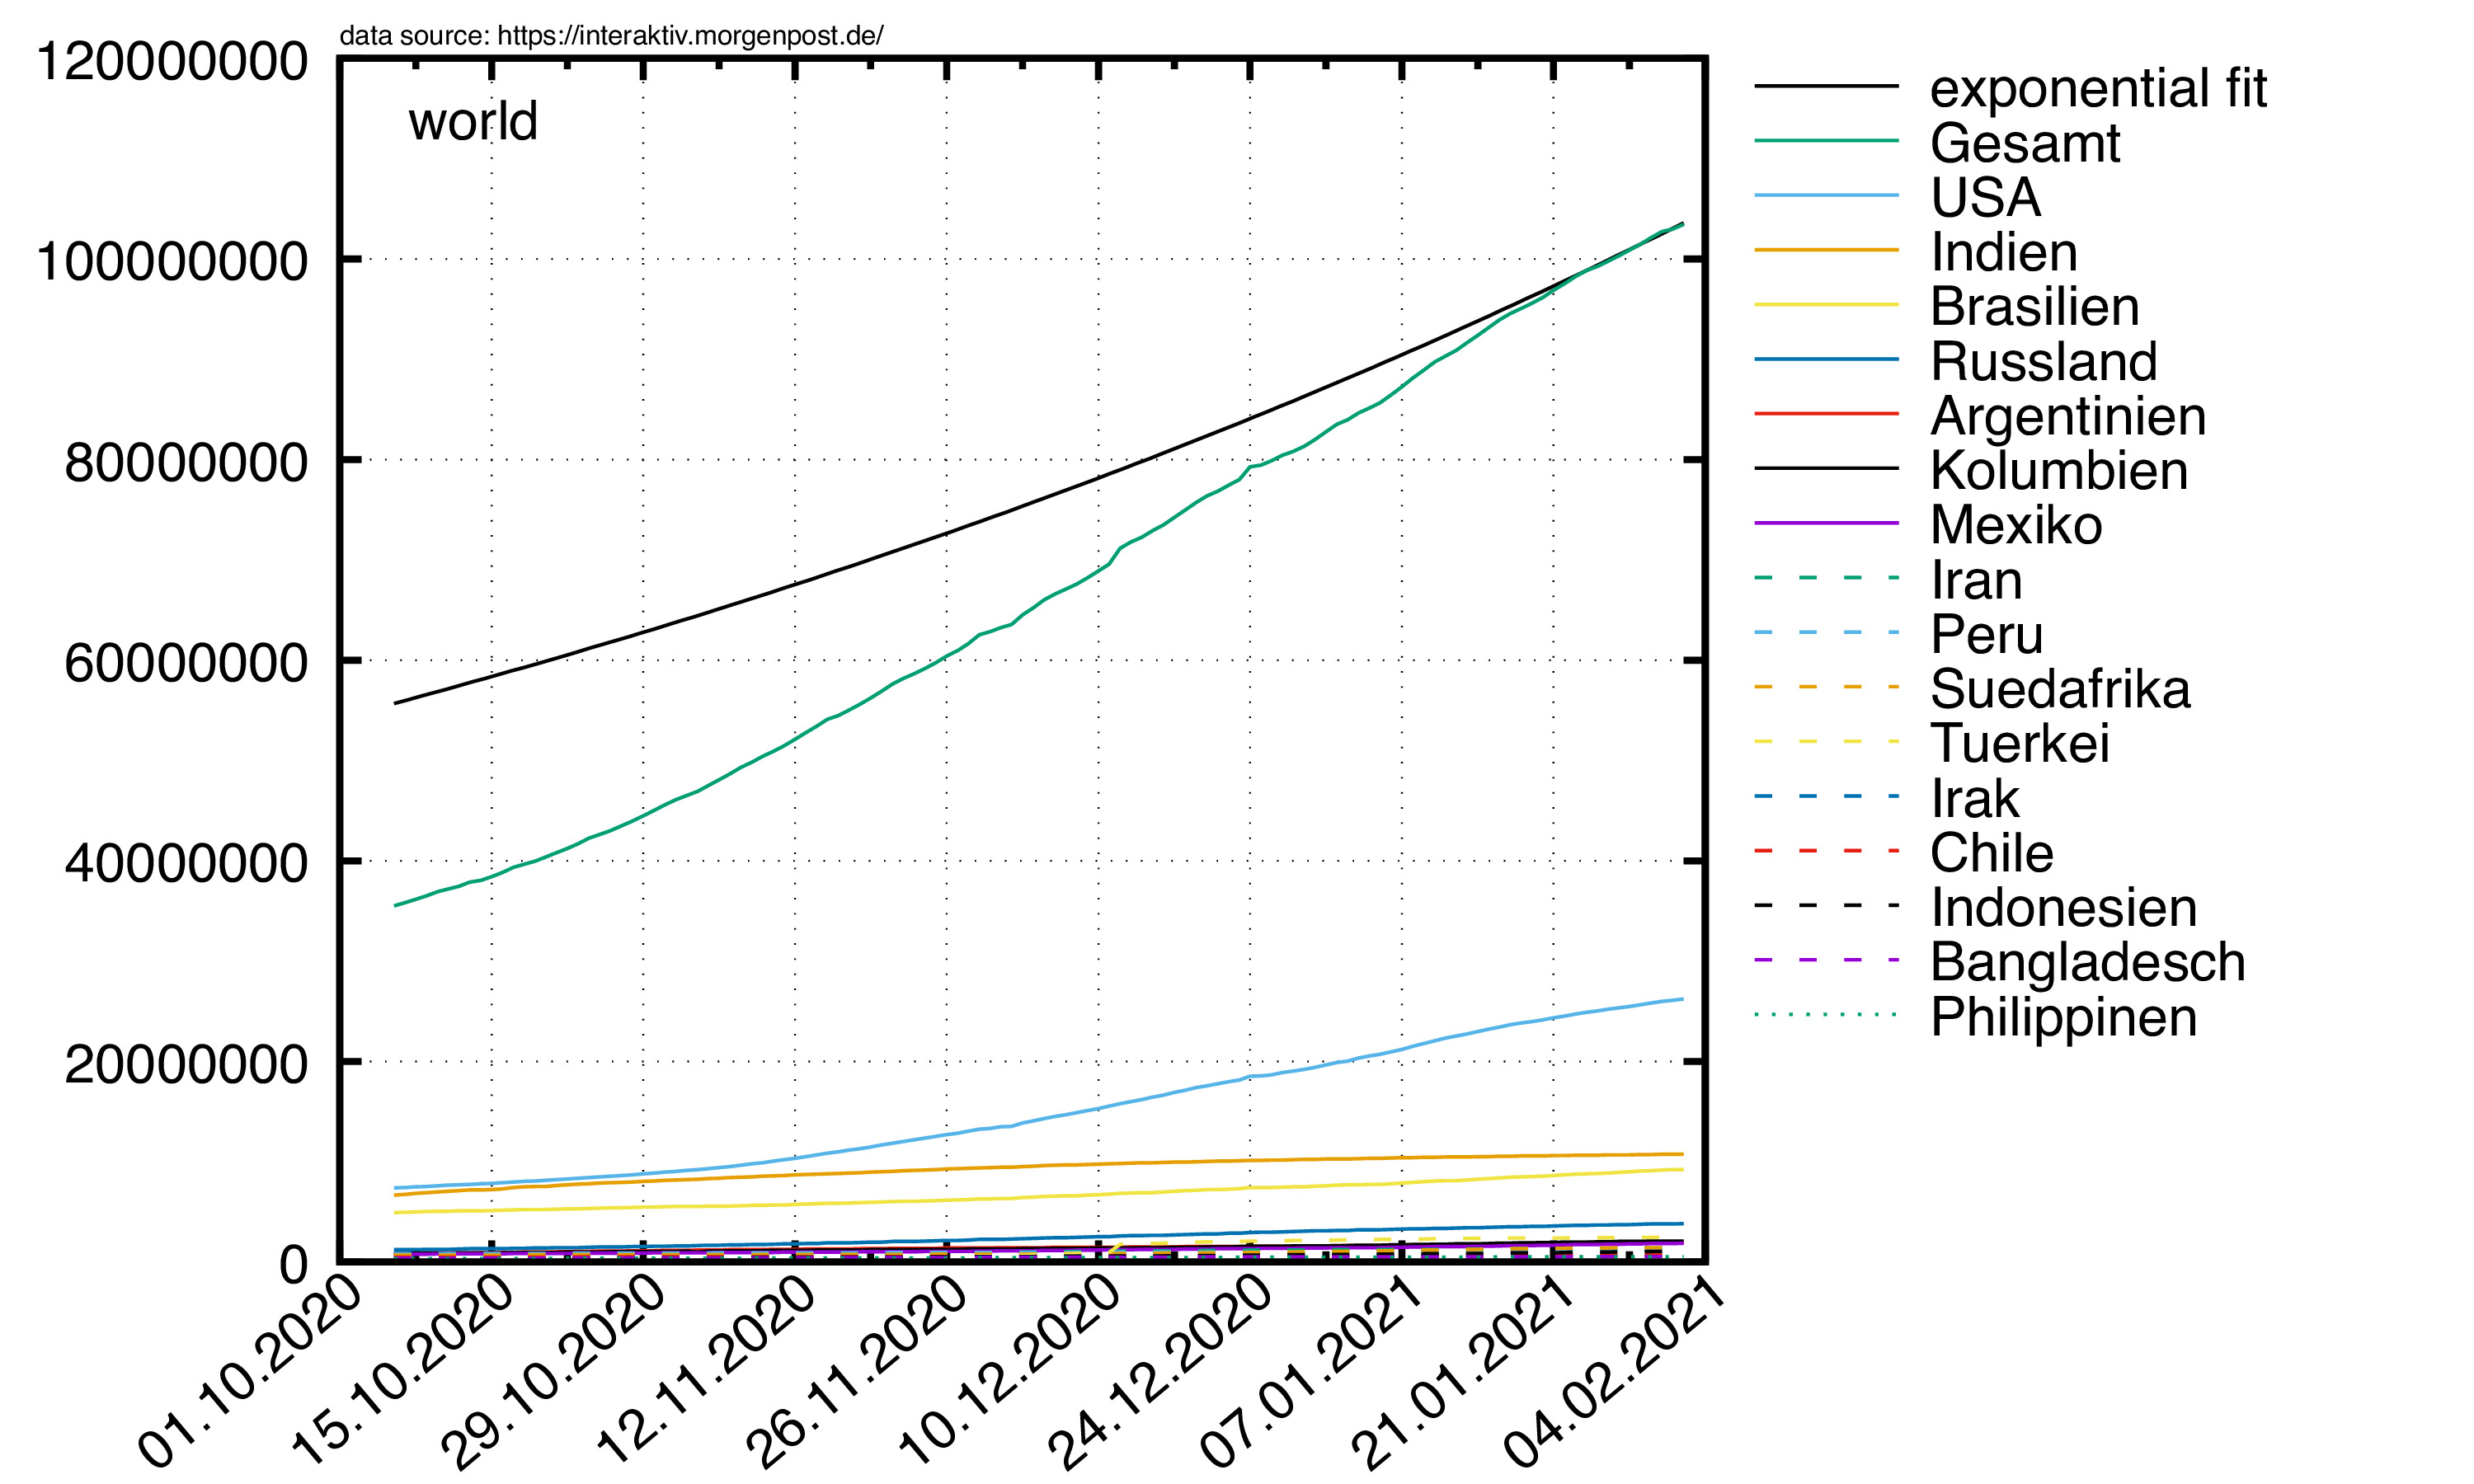 data source: https://interaktiv.morgenpost.de/
120000000
100000000
80000000
60000000
40000000
20000000
0
world
01.10.2020
15.10.2020
29.10.2020
12.11.2020
26.11.2020
10.12.2020
24.12.2020
07.01.2021
21.01.2021
04.02.2021
exponential fit
Gesamt
USA
Indien
Brasilien
Russland
Argentinien
Kolumbien
Mexiko
Iran
Peru
Suedafrika
Tuerkei
Irak
Chile
Indonesien
Bangladesch
Philippinen